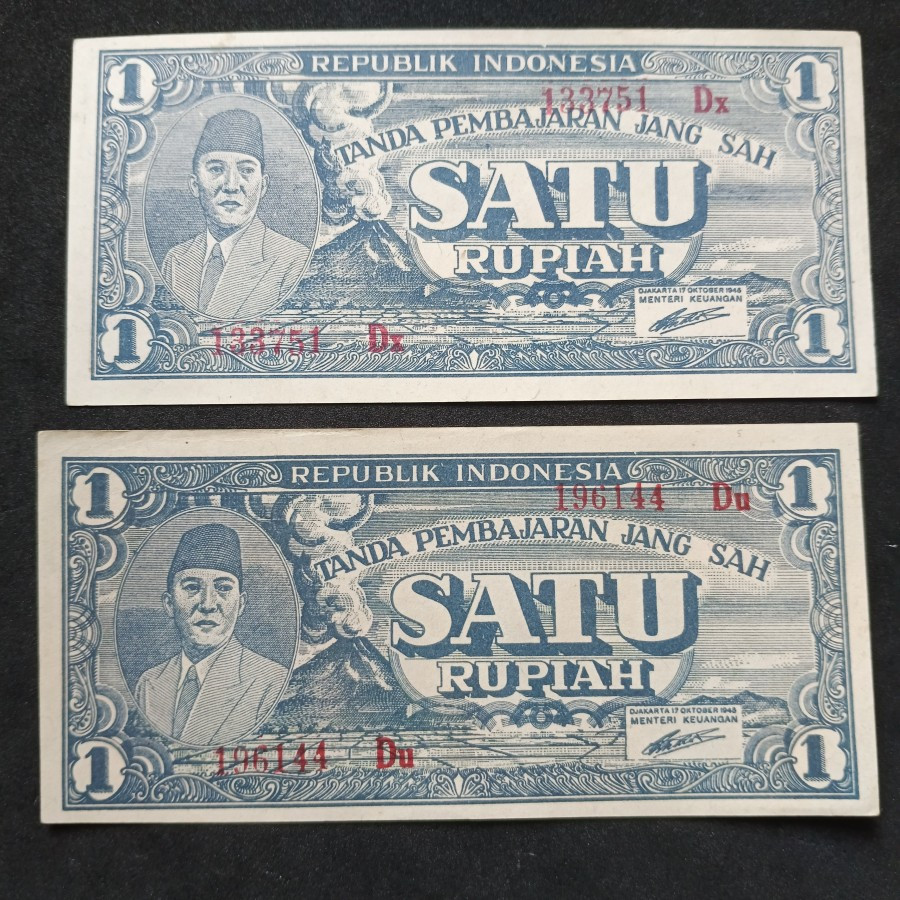 1 REPUBLIK INDONESIA 1
133751 Dx
TANDA PEMBAJARAN JANG SAH
SATU
RUPIAH
DJAKARTA 17 OKTOBER 1945
MENTERI KEUANGAN
1 133751 Dx 1
1 REPUBLIK INDONESIA 1
196144 Du
TANDA PEMBAJARAN JANG SAH
SATU
RUPIAH
DJAKARTA 17 OKTOBER 1945
MENTERI KEUANGAN
1 196144 Du 1